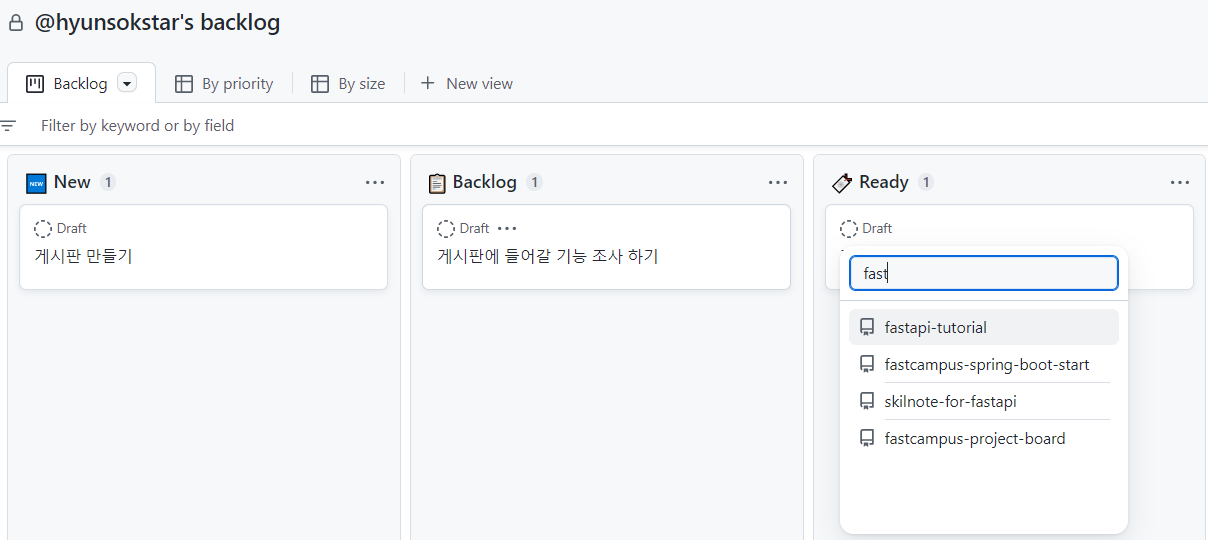 @hyunsokstar's backlog
Backlog By priority By size New view
Filter by keyword or by field
NEW New 1
Draft
게시판 만들기
Backlog 1
Draft
게시판에 들어갈 기능 조사 하기
Ready 1
Draft
fast
fastapi-tutorial
fastcampus-spring-boot-start
skilnote-for-fastapi
fastcampus-project-board